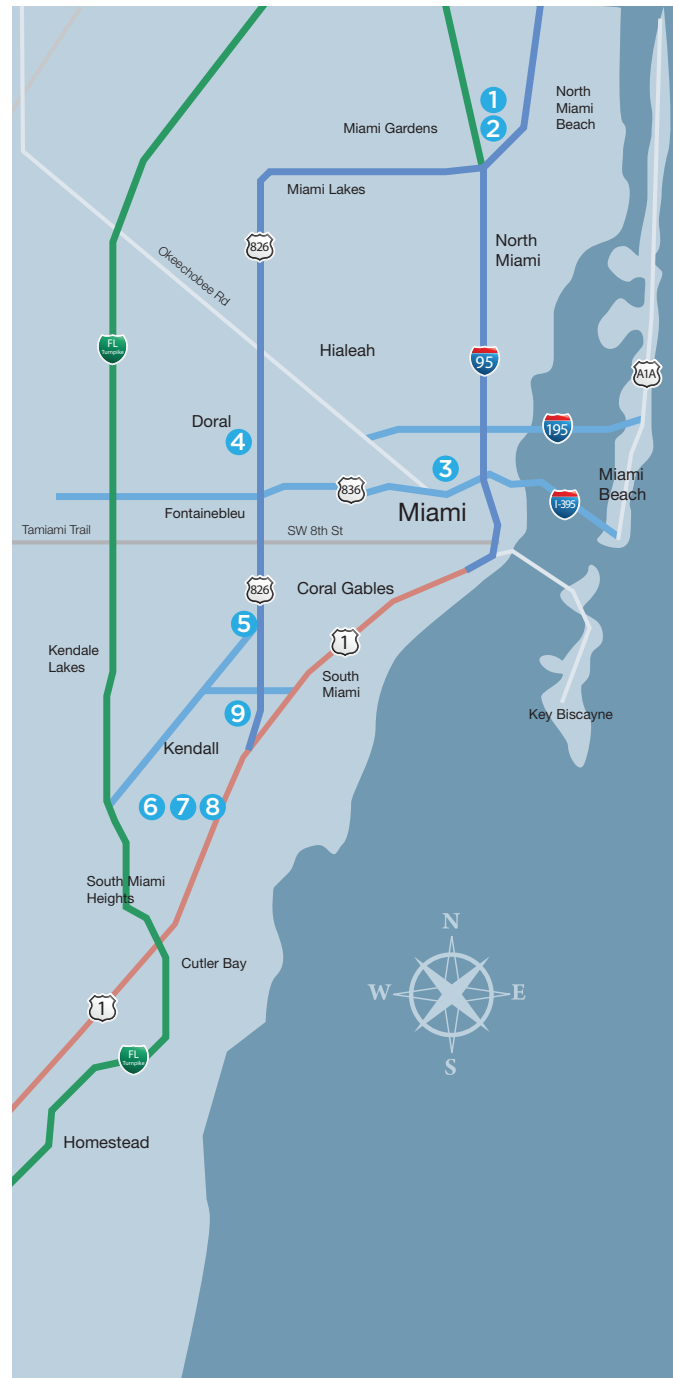 1
North
Miami
Beach
Miami Gardens
2
Miami Lakes
826
North
Miami
Okeechobee Rd
FL
Turnpike
Hialeah
95
A1A
Doral
4
195
3
836
Miami
Beach
Fontainebleu
Miami
I-395
Tamiami Trail
SW 8th St
826
Coral Gables
5
1
Kendale
Lakes
South
Miami
9
Key Biscayne
Kendall
6 7 8
South Miami
Heights
N
Cutler Bay
W
E
1
S
FL
Turnpike
Homestead